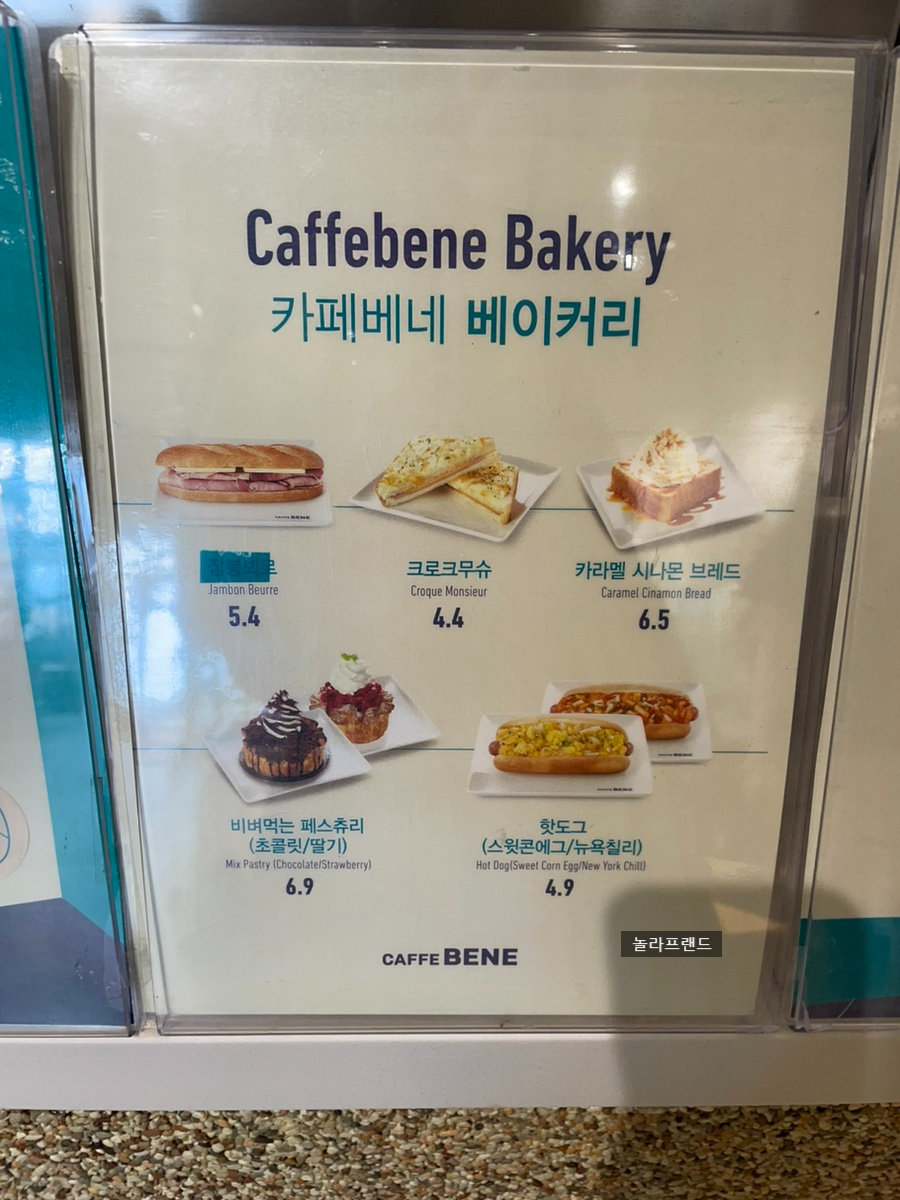 Caffebene Bakery
카페베네 베이커리
Jambon Beurre
5.4
크로크무슈
Croque Monsieur
4.4
카라멜 시나몬 브레드
Caramel Cinamon Bread
6.5
비벼먹는 페스츄리
(초콜릿/딸기)
Mix Pastry (Chocolate/Strawberry)
6.9
핫도그
(스윗콘에그/뉴욕칠리)
Hot Dog(Sweet Corn Egg/New York Chill)
4.9
CAFFE BENE
놀라프랜드